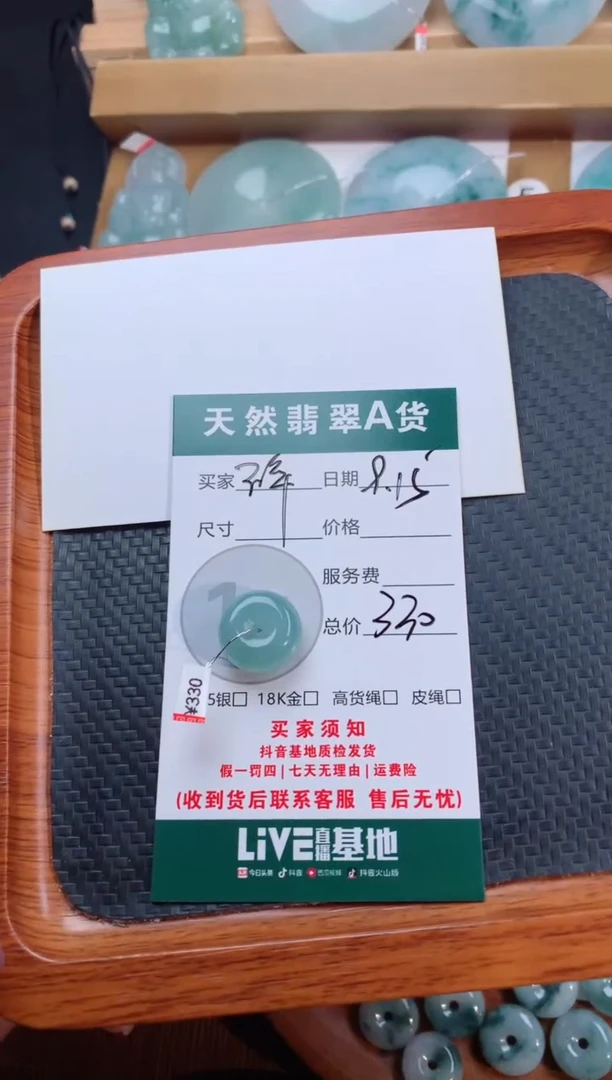 天然翡翠A货
买家 日期 8.15
尺寸 价格
服务费
总价 330
¥330
5银□ 18K金□ 高货绳□ 皮绳□
买家须知
抖音基地质检发货
假一罚四|七天无理由|运费险
(收到货后联系客服 售后无忧)
LiVE直播基地
今日头条 抖音 西瓜视频 抖音火山版